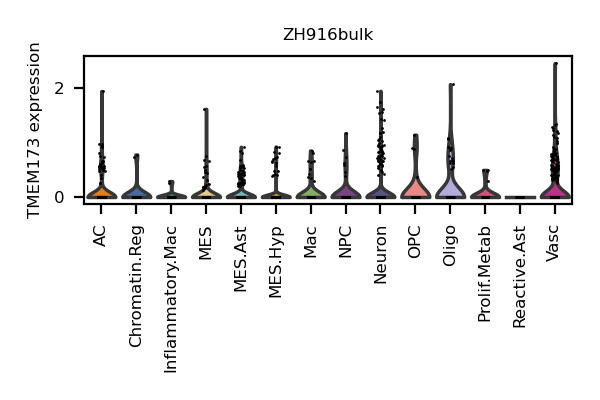 ZH916bulk
TMEM173 expression
2
0
AC
Chromatin.Reg
Inflammatory.Mac
MES
MES.Ast
MES.Hyp
Mac
NPC
Neuron
OPC
Oligo
Prolif.Metab
Reactive.Ast
Vasc